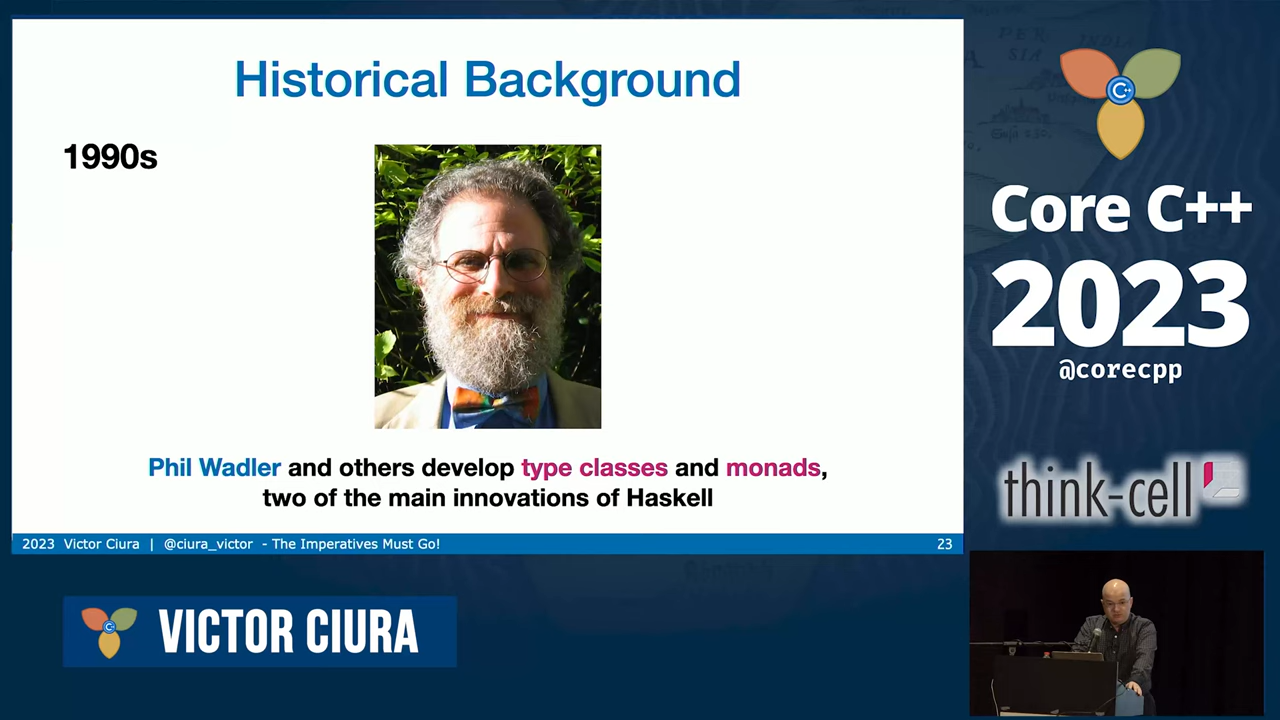 Historical Background
1990s
Phil Wadler and others develop type classes and monads,
two of the main innovations of Haskell
2023 Victor Ciura | @ciura_victor - The Imperatives Must Go!
23
VICTOR CIURA
C++
Core C++
2023
@corecpp
think-cell